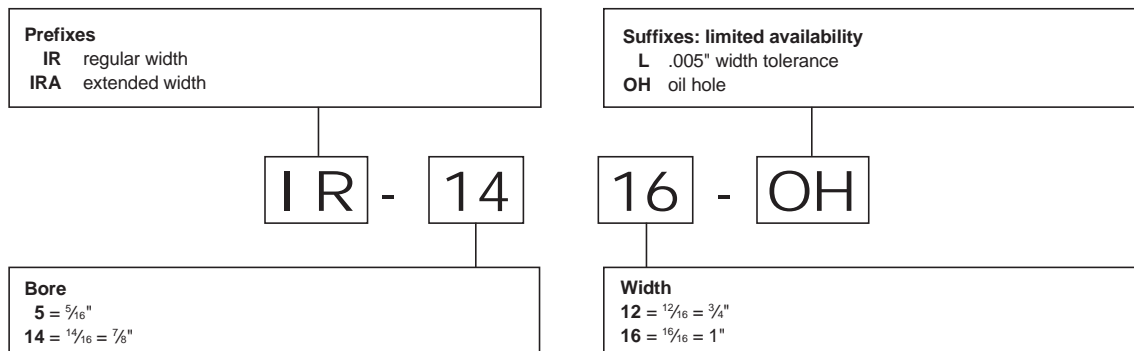 Prefixes
IR regular width
IRA extended width
Suffixes: limited availability
L .005" width tolerance
OH oil hole
IR - 14 16 - OH
Bore
5 = 5⁄16"
14 = 14⁄16 = 7⁄8"
Width
12 = 12⁄16 = 3⁄4"
16 = 16⁄16 = 1"